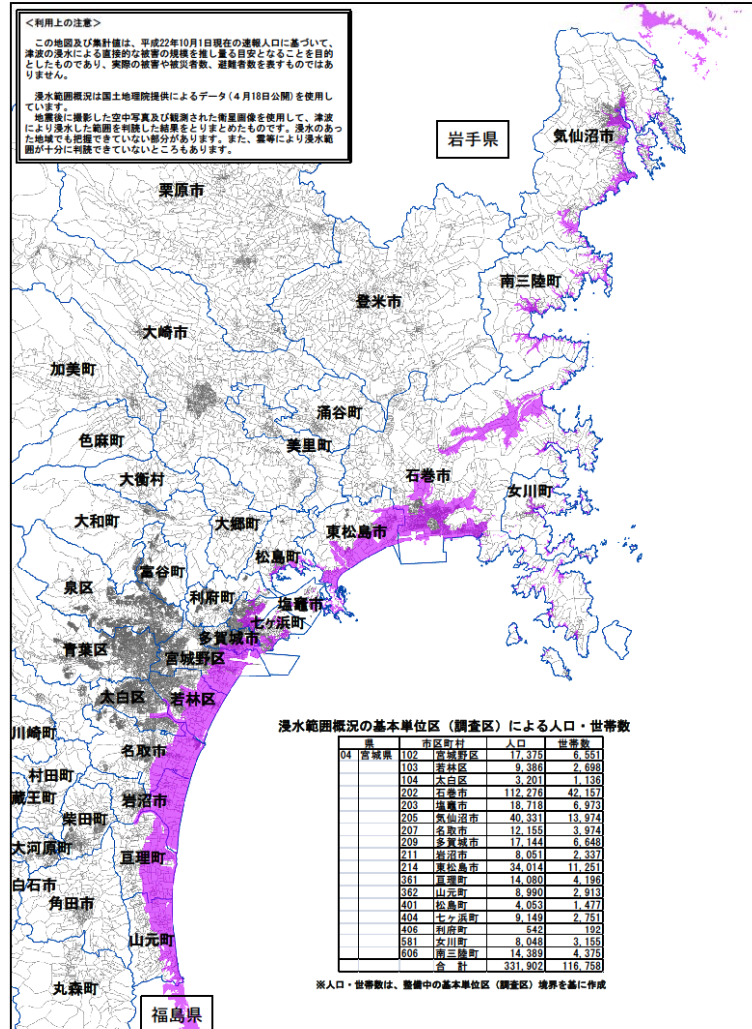 ＜利用上の注意＞
この地図及び集計値は、平成22年10月1日現在の速報人口に基づいて、
津波の浸水による直接的な被害の規模を推し量る目安となることを目的
としたものであり、実際の被害や被災者数、避難者数を表すものではあ
りません。
浸水範囲概況は国土地理院提供によるデータ(４月18日公開)を使用し
ています。
地震後に撮影した空中写真及び観測された衛星画像を使用して、津波
により浸水した範囲を判読した結果をとりまとめたものです。浸水のあっ
た地域でも把握できていない部分があります。また、雲等により浸水範
囲が十分に判読できていないところもあります。
岩手県
気仙沼市
栗原市
南三陸町
登米市
大崎市
加美町
涌谷町
色麻町
美里町
大衡村
石巻市
女川町
大和町
大郷町
東松島市
松島町
富谷町
泉区
利府町
塩竈市
七ヶ浜町
多賀城市
青葉区
宮城野区
太白区
若林区
川崎町
名取市
村田町
蔵王町
岩沼市
柴田町
大河原町
亘理町
白石市
角田市
山元町
丸森町
福島県
浸水範囲概況の基本単位区（調査区）による人口・世帯数
県 市区町村 人口 世帯数
04 宮城県 102 宮城野区 17,375 6,551
103 若林区 9,386 2,698
104 太白区 3,201 1,136
202 石巻市 112,276 42,157
203 塩竈市 18,718 6,973
205 気仙沼市 40,331 13,974
207 名取市 12,155 3,974
209 多賀城市 17,144 6,648
211 岩沼市 8,051 2,337
214 東松島市 34,014 11,251
361 亘理町 14,080 4,196
362 山元町 8,990 2,913
401 松島町 4,053 1,477
404 七ヶ浜町 9,149 2,751
406 利府町 542 192
581 女川町 8,048 3,155
606 南三陸町 14,389 4,375
合　計 331,902 116,758
※人口・世帯数は、整備中の基本単位区（調査区）境界を基に作成